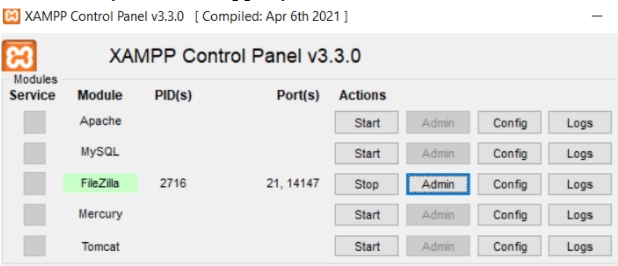 XAMPP Control Panel v3.3.0 [ Compiled: Apr 6th 2021 ]
XAMPP Control Panel v3.3.0
Modules
Service Module PID(s) Port(s) Actions
Apache Start Admin Config Logs
MySQL Start Admin Config Logs
FileZilla 2716 21, 14147 Stop Admin Config Logs
Mercury Start Admin Config Logs
Tomcat Start Admin Config Logs